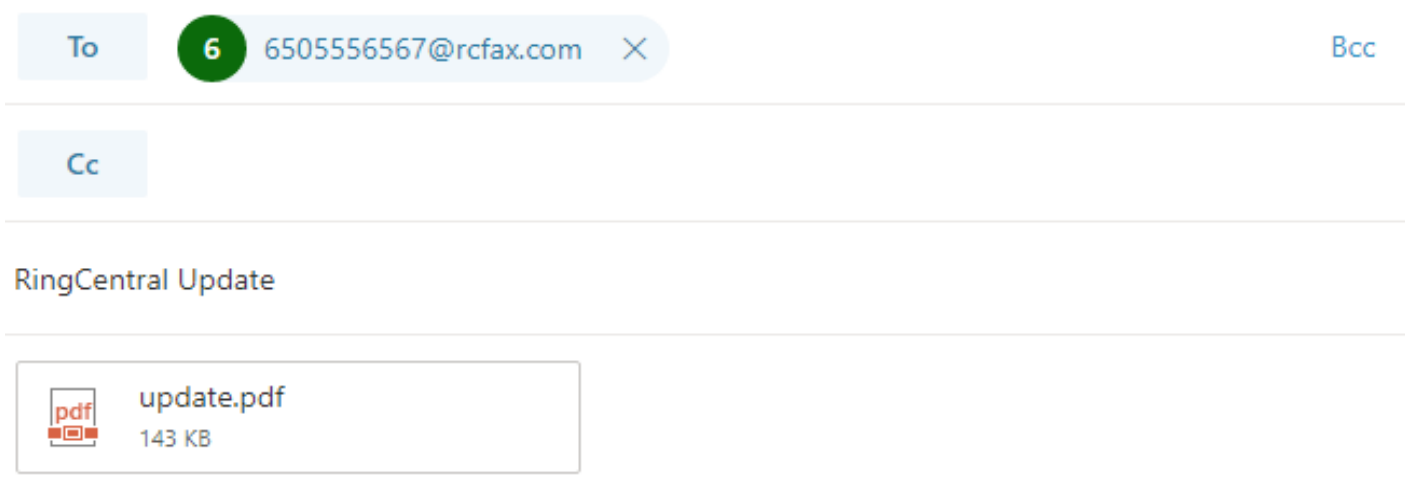 To 6 6505556567@rcfax.com Bcc
Cc
RingCentral Update
pdf update.pdf
143 KB